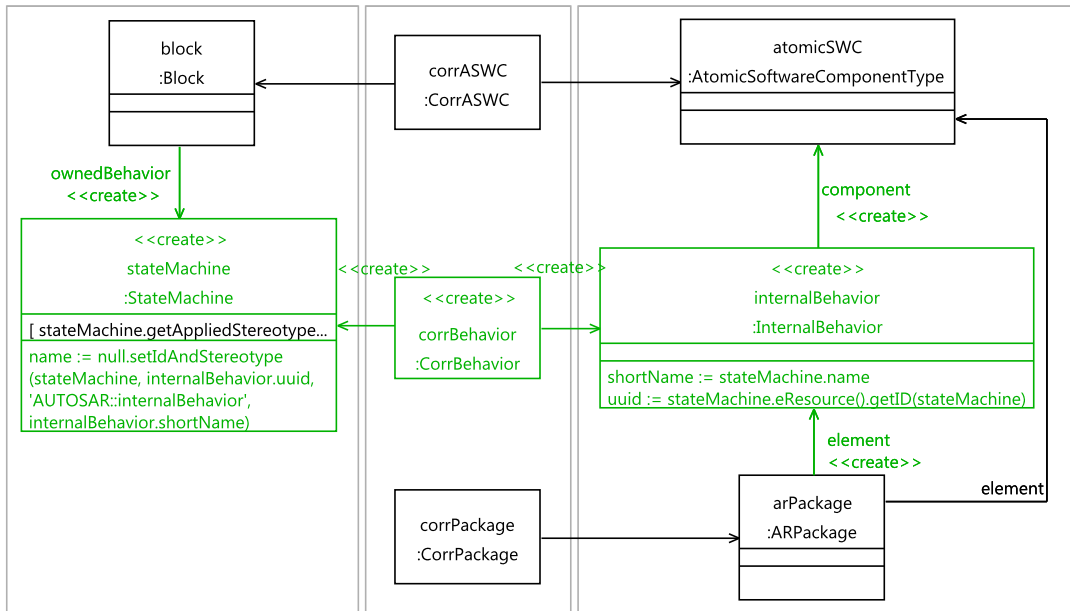 block
:Block
corrASWC
:CorrASWC
atomicSWC
:AtomicSoftwareComponentType
ownedBehavior
<<create>>
component
<<create>>
<<create>>
stateMachine
:StateMachine
[ stateMachine.getAppliedStereotype...
name := null.setIdAndStereotype
(stateMachine, internalBehavior.uuid,
'AUTOSAR::internalBehavior',
internalBehavior.shortName)
<<create>>
<<create>>
<<create>>
corrBehavior
:CorrBehavior
<<create>>
internalBehavior
:InternalBehavior
shortName := stateMachine.name
uuid := stateMachine.eResource().getID(stateMachine)
element
<<create>>
element
corrPackage
:CorrPackage
arPackage
:ARPackage